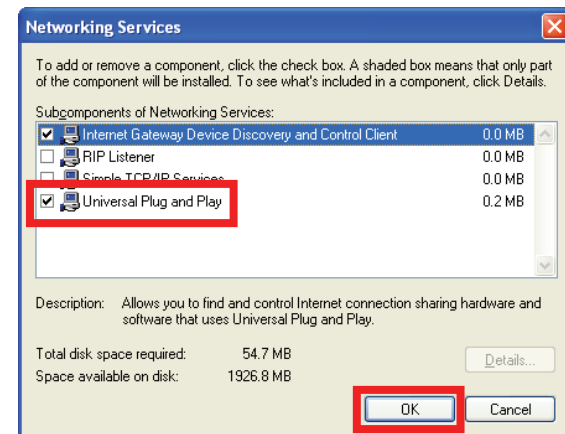 Networking Services
To add or remove a component, click the check box. A shaded box means that only part
of the component will be installed. To see what's included in a component, click Details.
Subcomponents of Networking Services:
Internet Gateway Device Discovery and Control Client 0.0 MB
RIP Listener 0.0 MB
Simple TCP/IP Services 0.0 MB
Universal Plug and Play 0.2 MB
Description: Allows you to find and control Internet connection sharing hardware and
software that uses Universal Plug and Play.
Total disk space required: 54.7 MB
Details...
Space available on disk: 1926.8 MB
OK Cancel